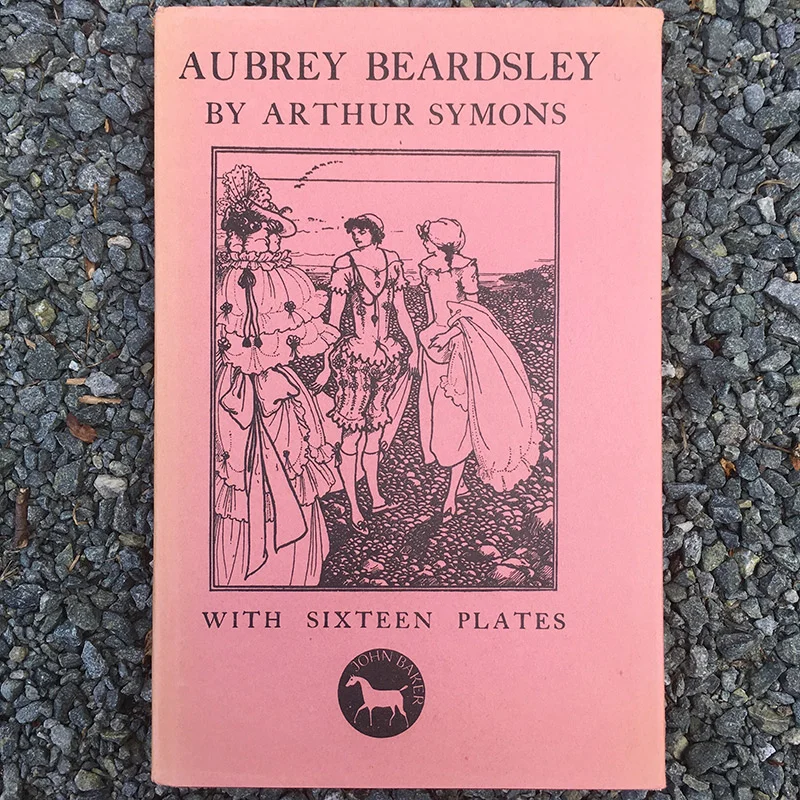 AUBREY BEARDSLEY
BY ARTHUR SYMONS
WITH SIXTEEN PLATES
JOHN BAKER